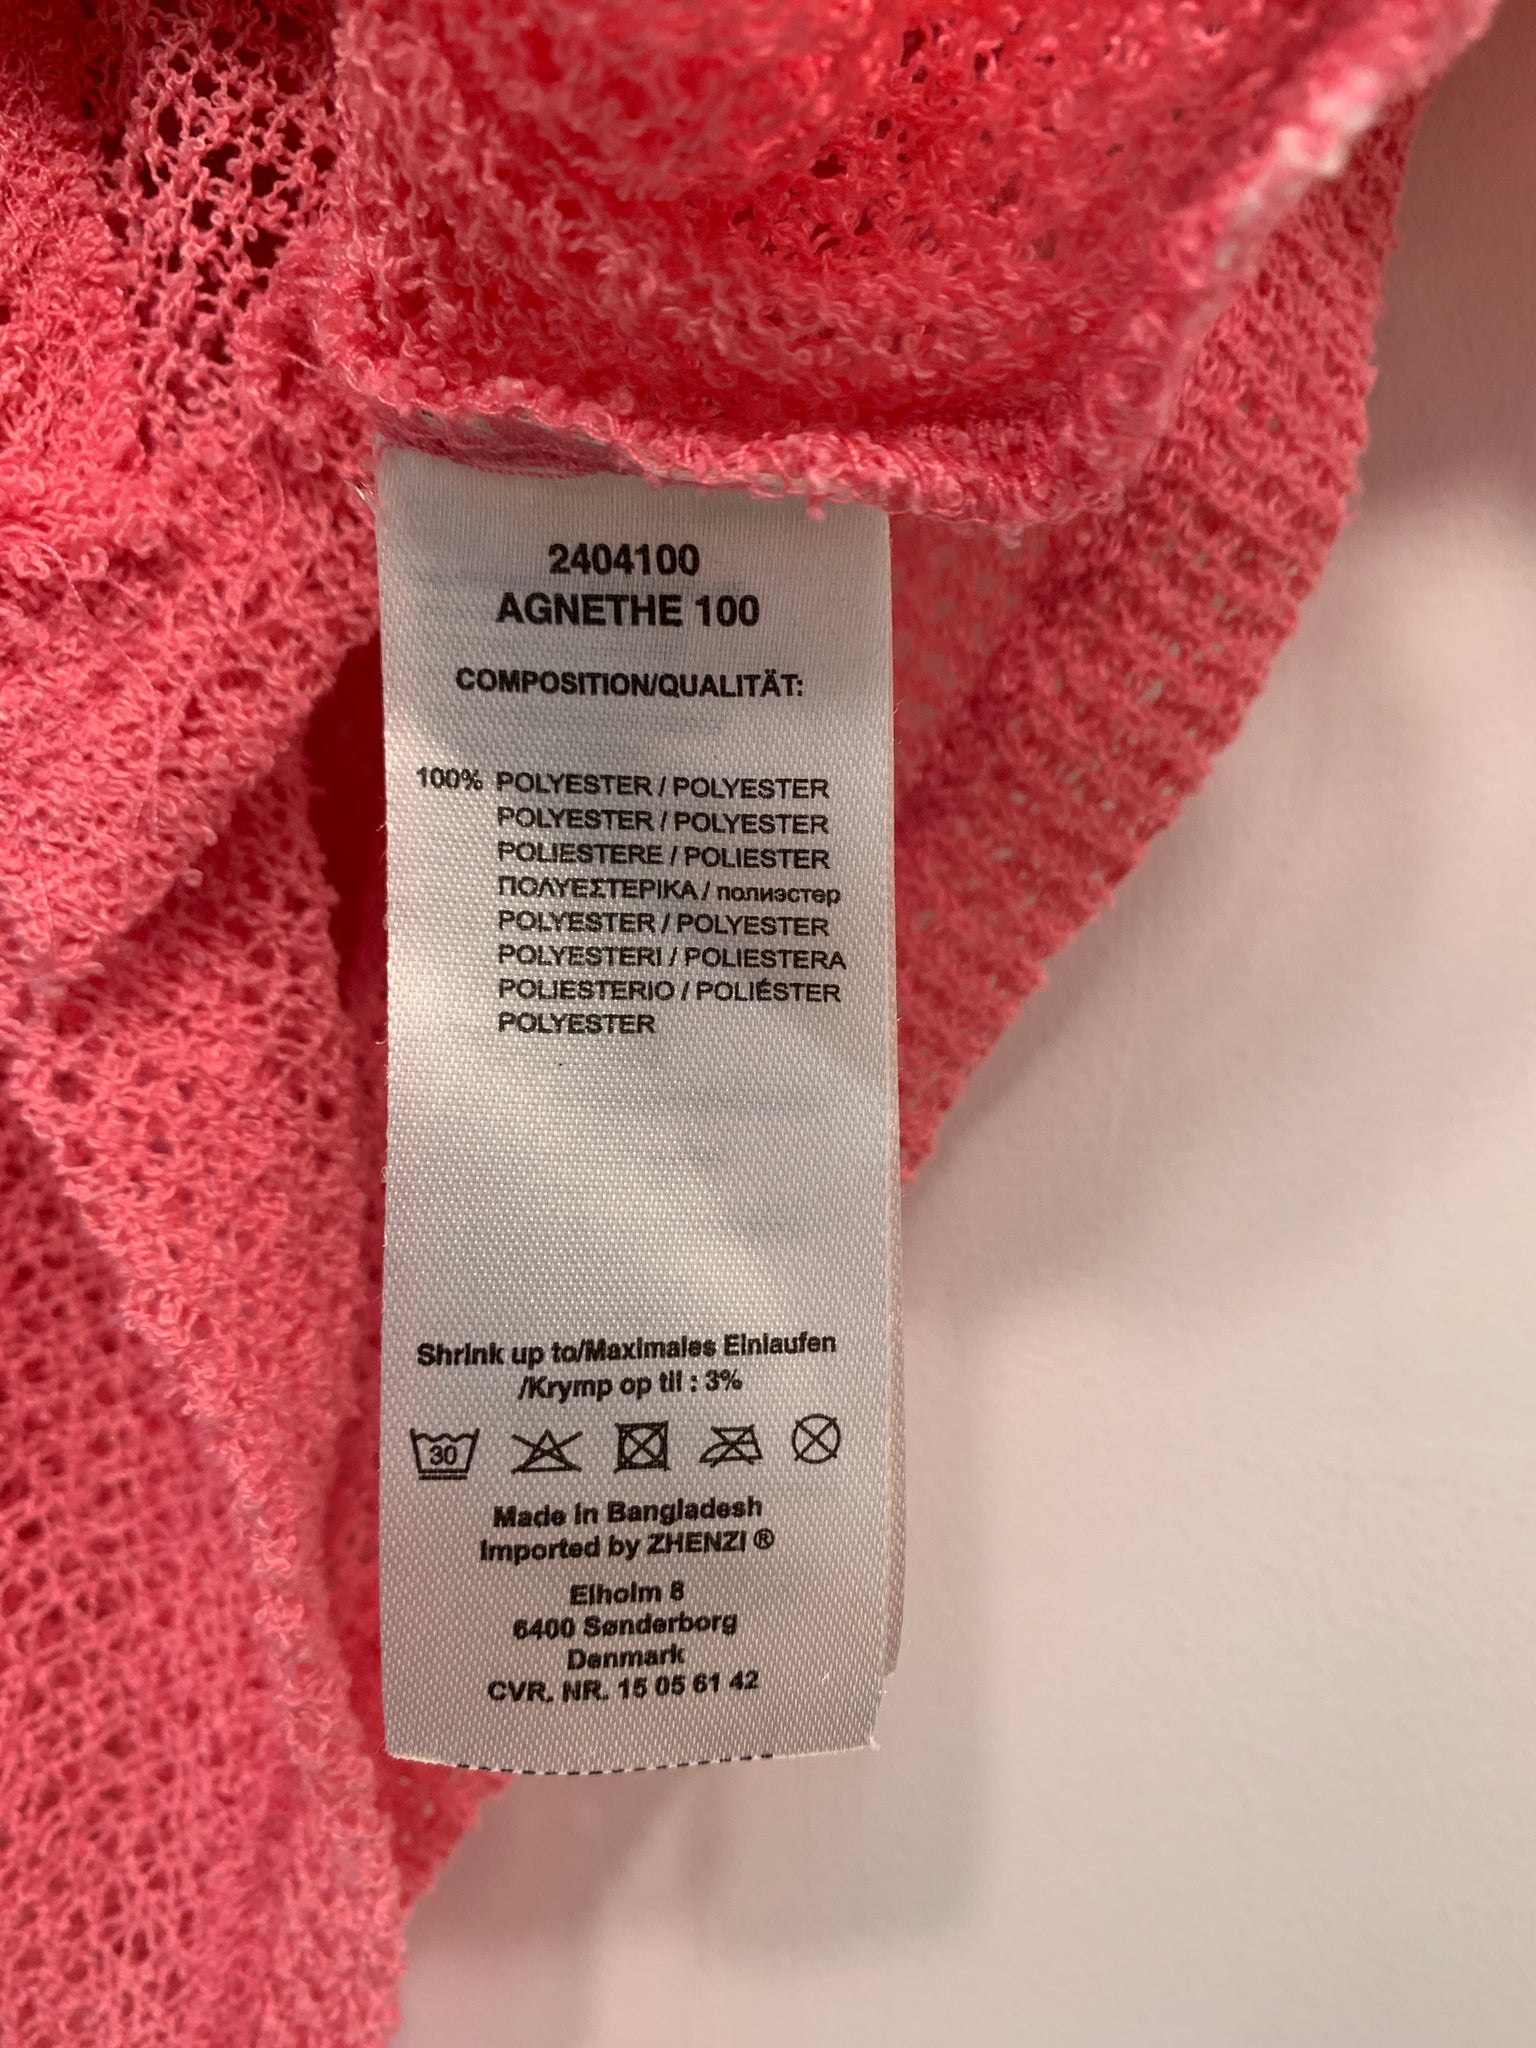 2404100
AGNETHE 100
COMPOSITION/QUALITÄT:
100% POLYESTER / POLYESTER
POLYESTER / POLYESTER
POLIESTERE / POLIESTER
ΠΟΛΥΕΣΤΕΡΙΚΑ / полиэстер
POLYESTER / POLYESTER
POLYESTERI / POLIESTERA
POLIESTERIO / POLIÉSTER
POLYESTER
Shrink up to/Maximales Einlaufen
/Krymp op til : 3%
30
Made in Bangladesh
Imported by ZHENZI ®
Elholm 8
6400 Sønderborg
Denmark
CVR. NR. 15 05 61 42